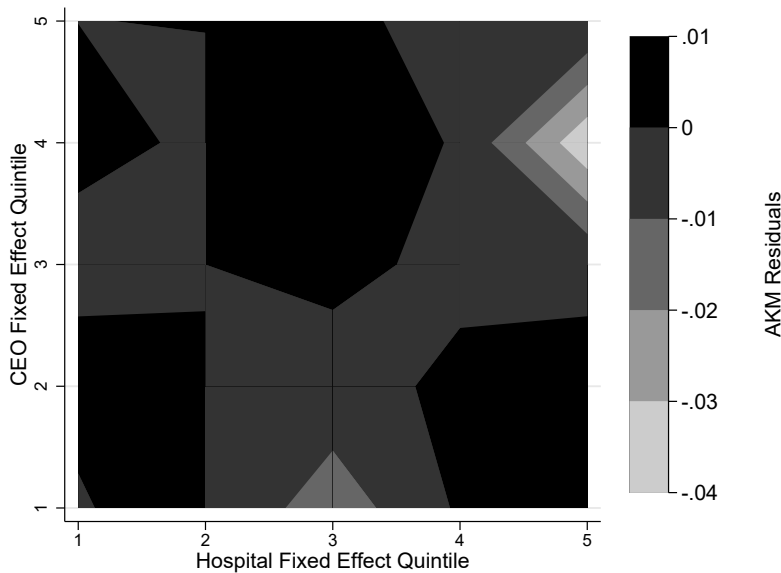 5
4
3
2
1
CEO Fixed Effect Quintile
1 2 3 4 5
Hospital Fixed Effect Quintile
.01
0
-.01
-.02
-.03
-.04
AKM Residuals